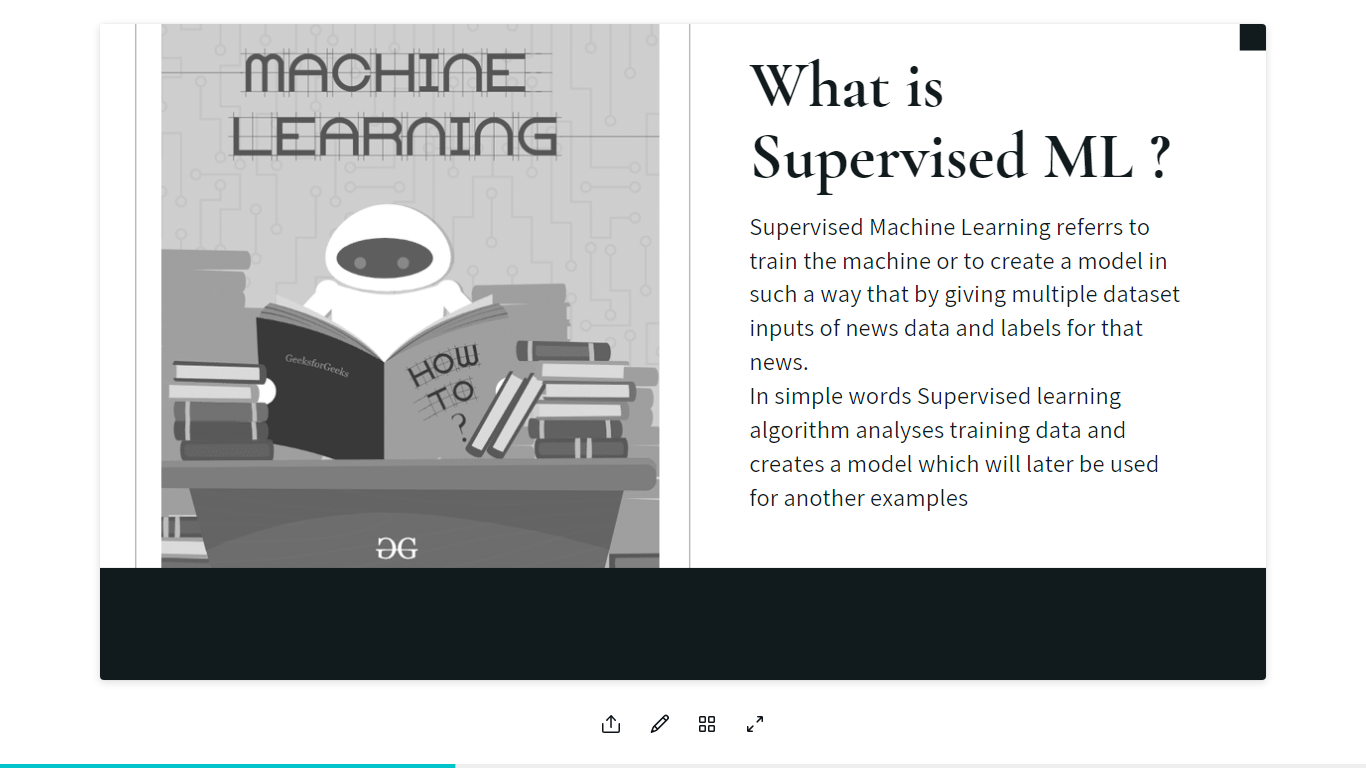 MACHINE
LEARNING
GeeksforGeeks
HOW
TO
?
What is
Supervised ML ?
Supervised Machine Learning referrs to
train the machine or to create a model in
such a way that by giving multiple dataset
inputs of news data and labels for that
news.
In simple words Supervised learning
algorithm analyses training data and
creates a model which will later be used
for another examples